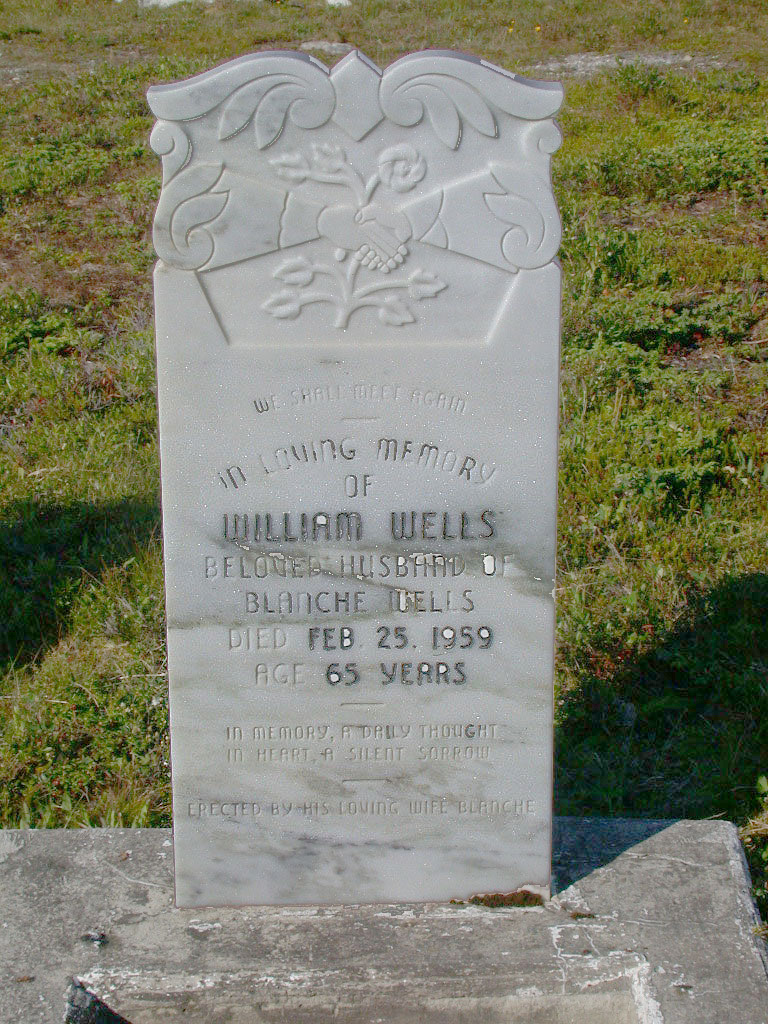 WE SHALL MEET AGAIN
IN LOVING MEMORY
OF
WILLIAM WELLS
BELOVED HUSBAND OF
BLANCHE WELLS
DIED FEB. 25. 1959
AGE 65 YEARS
IN MEMORY, A DAILY THOUGHT,
IN HEART, A SILENT SORROW
ERECTED BY HIS LOVING WIFE BLANCHE